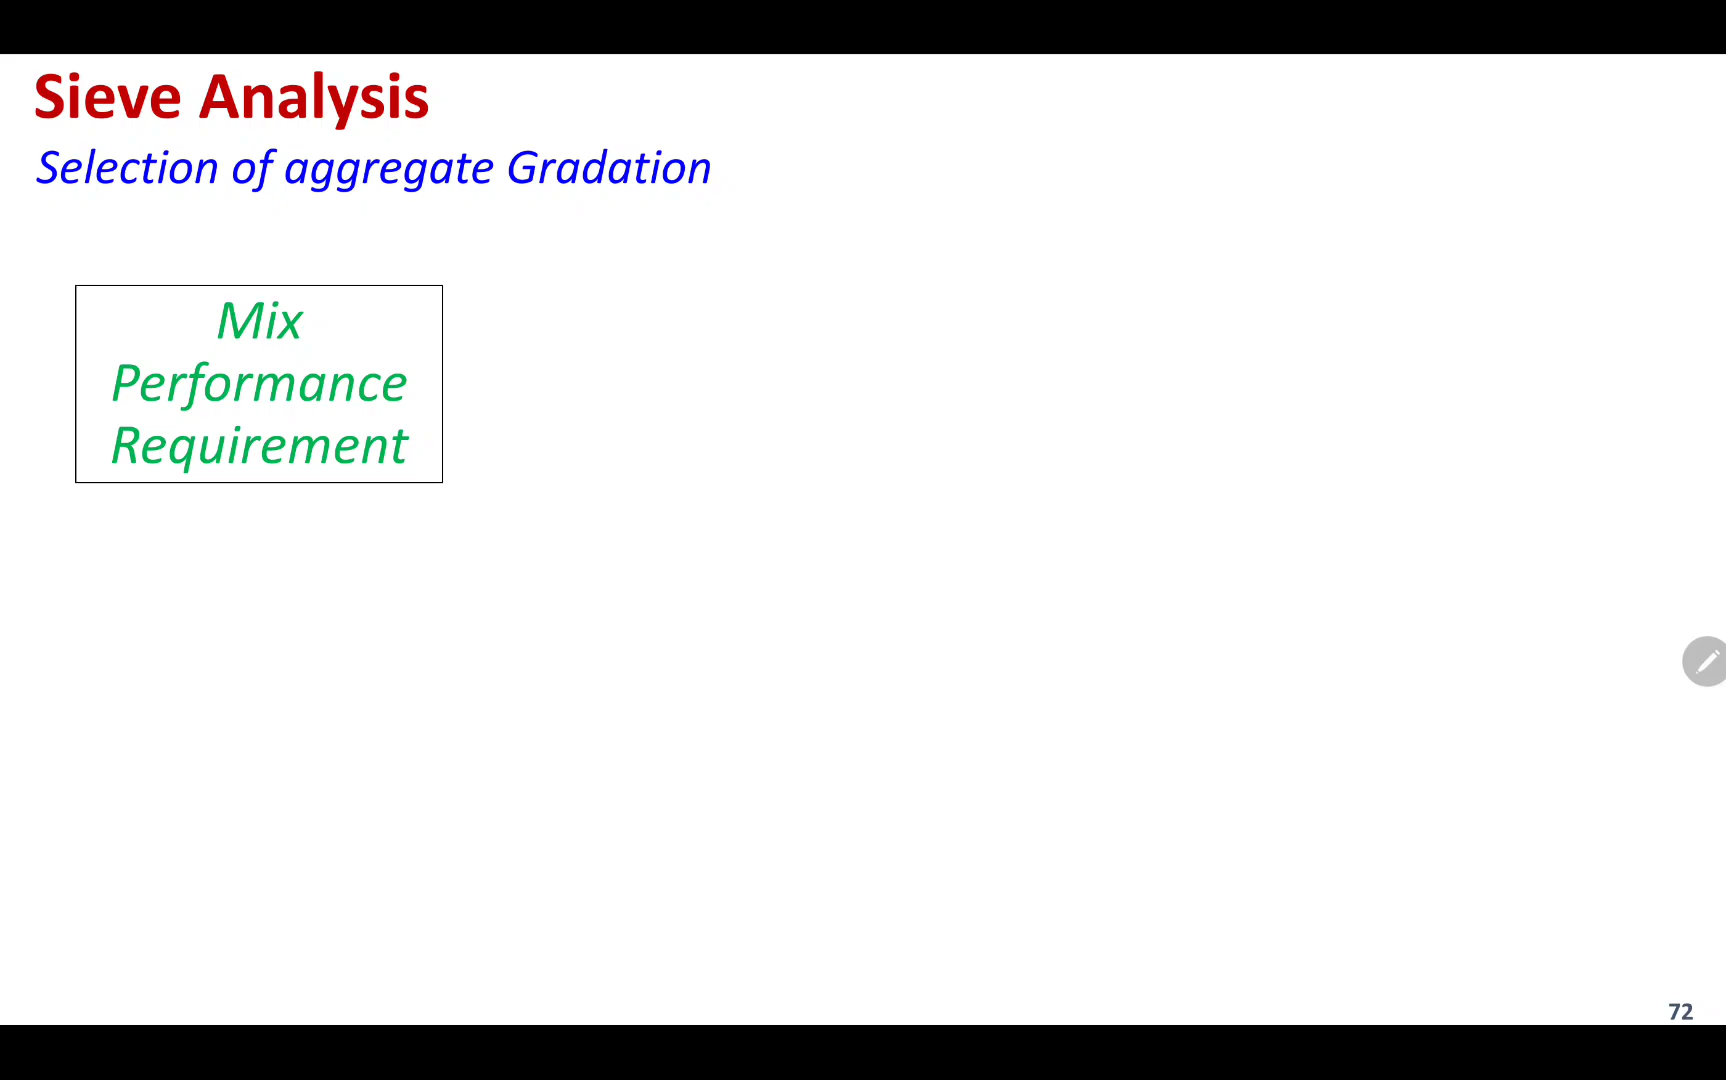 Sieve Analysis
Selection of aggregate Gradation
Mix
Performance
Requirement
72